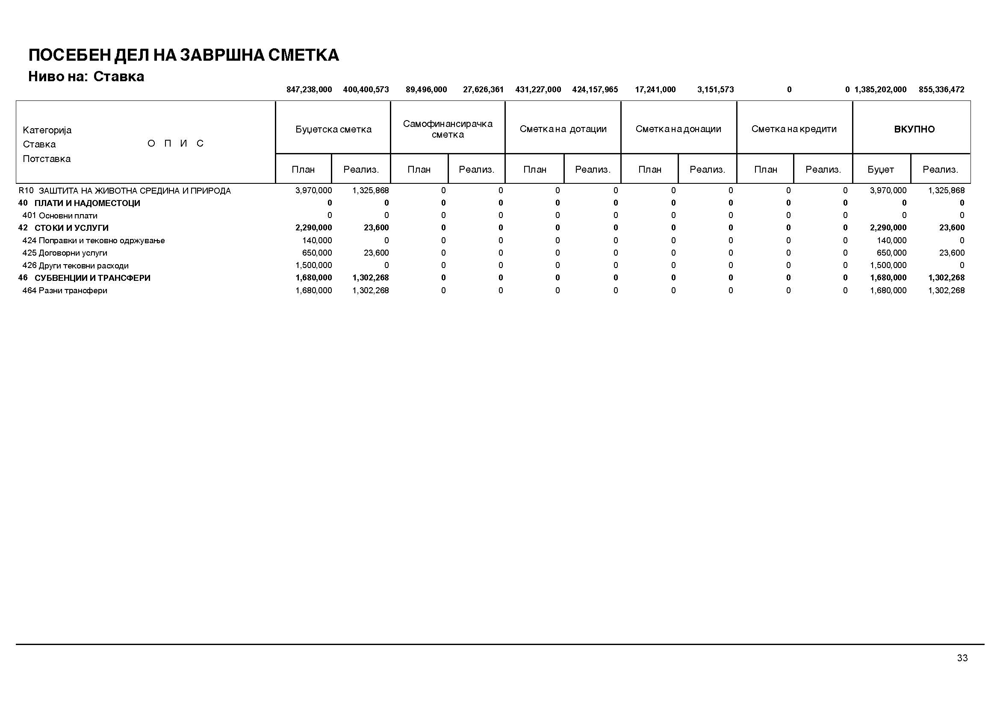 ПОСЕБЕН ДЕЛ НА ЗАВРШНА СМЕТКА
Ниво на: Ставка
847,238,000 400,400,573 89,496,000 27,626,361 431,227,000 424,157,965 17,241,000 3,151,573 0 0 1,385,202,000 855,336,472
Категорија
Ставка
Потставка
О П И С
Буџетска сметка
Самофинансирачка
сметка
Сметка на дотации
Сметка на донации
Сметка на кредити
ВКУПНО
План Реализ. План Реализ. План Реализ. План Реализ. План Реализ. Буџет Реализ.
R10 ЗАШТИТА НА ЖИВОТНА СРЕДИНА И ПРИРОДА 3,970,000 1,325,868 0 0 0 0 0 0 0 0 3,970,000 1,325,868
40 ПЛАТИ И НАДОМЕСТОЦИ 0 0 0 0 0 0 0 0 0 0 0 0
401 Основни плати 0 0 0 0 0 0 0 0 0 0 0 0
42 СТОКИ И УСЛУГИ 2,290,000 23,600 0 0 0 0 0 0 0 0 2,290,000 23,600
424 Поправки и тековно одржување 140,000 0 0 0 0 0 0 0 0 0 140,000 0
425 Договорни услуги 650,000 23,600 0 0 0 0 0 0 0 0 650,000 23,600
426 Други тековни расходи 1,500,000 0 0 0 0 0 0 0 0 0 1,500,000 0
46 СУБВЕНЦИИ И ТРАНСФЕРИ 1,680,000 1,302,268 0 0 0 0 0 0 0 0 1,680,000 1,302,268
464 Разни трансфери 1,680,000 1,302,268 0 0 0 0 0 0 0 0 1,680,000 1,302,268
33